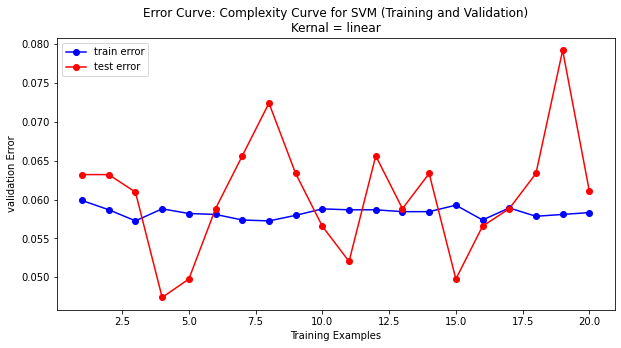 Error Curve: Complexity Curve for SVM (Training and Validation)
Kernal = linear
train error
test error
validation Error
0.080
0.075
0.070
0.065
0.060
0.055
0.050
2.5 5.0 7.5 10.0 12.5 15.0 17.5 20.0
Training Examples